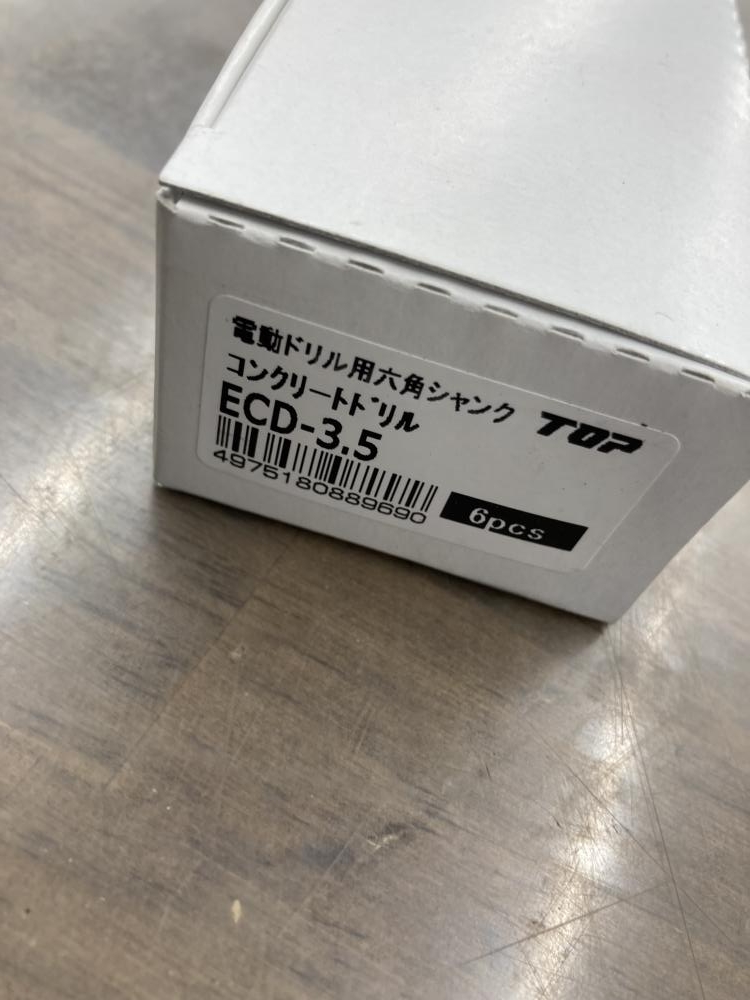 電動ドリル用六角シャンク
コンクリートドリル
TOP
ECD-3.5
4975180889690
6pcs